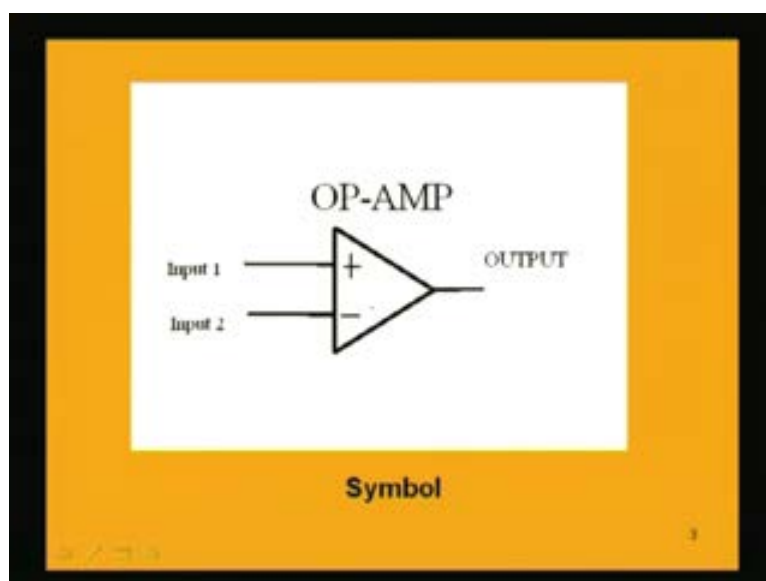 OP-AMP
Input 1
+
OUTPUT
Input 2
−
Symbol
3